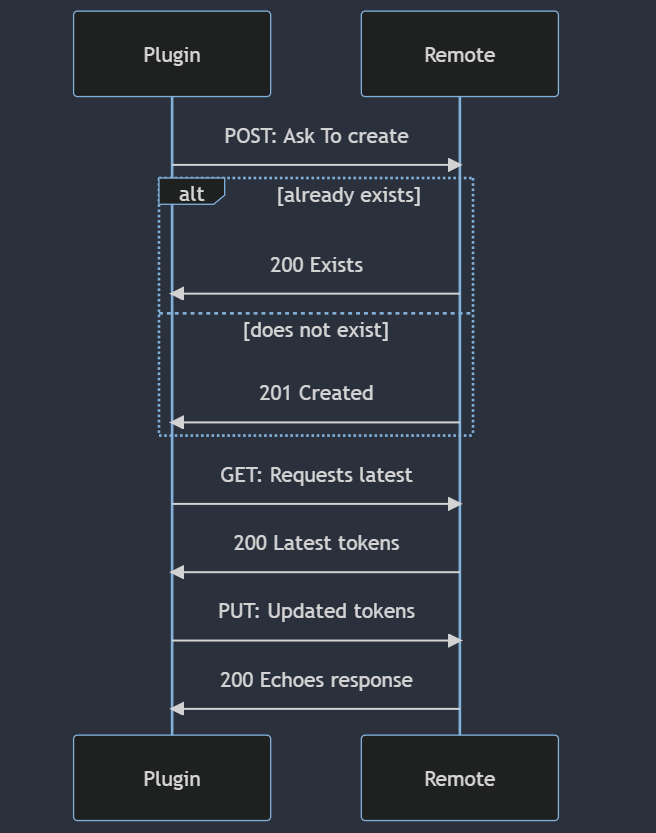 Plugin
Remote
POST: Ask To create
alt
[already exists]
200 Exists
[does not exist]
201 Created
GET: Requests latest
200 Latest tokens
PUT: Updated tokens
200 Echoes response
Plugin
Remote